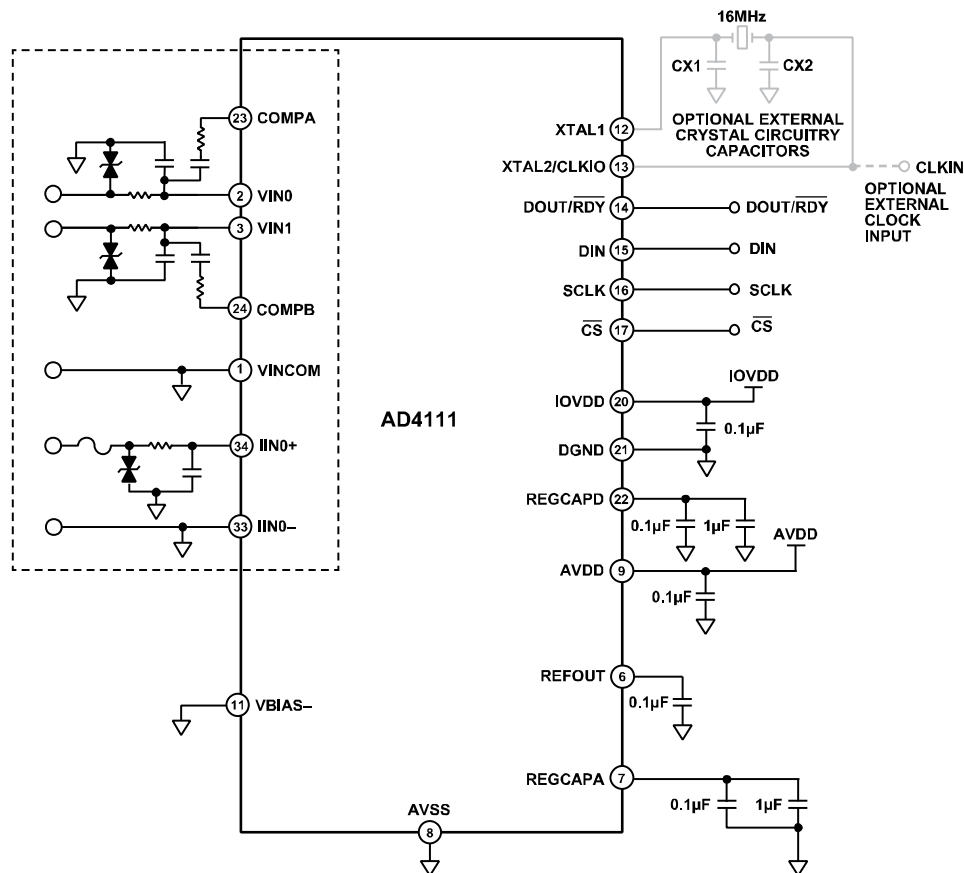 16MHz
CX1
CX2
OPTIONAL EXTERNAL
CRYSTAL CIRCUITRY
CAPACITORS
CLKIN
OPTIONAL
EXTERNAL
CLOCK
INPUT
23 COMPA
2 VIN0
3 VIN1
24 COMPB
1 VINCOM
34 IIN0+
33 IIN0–
11 VBIAS–
AD4111
AVSS
8
XTAL1 12
XTAL2/CLKIO 13
DOUT/RDY 14 DOUT/RDY
DIN 15 DIN
SCLK 16 SCLK
CS 17 CS
IOVDD 20 IOVDD
0.1µF
DGND 21
REGCAPD 22
0.1µF 1µF
AVDD 9 AVDD
0.1µF
REFOUT 6
0.1µF
REGCAPA 7
0.1µF 1µF